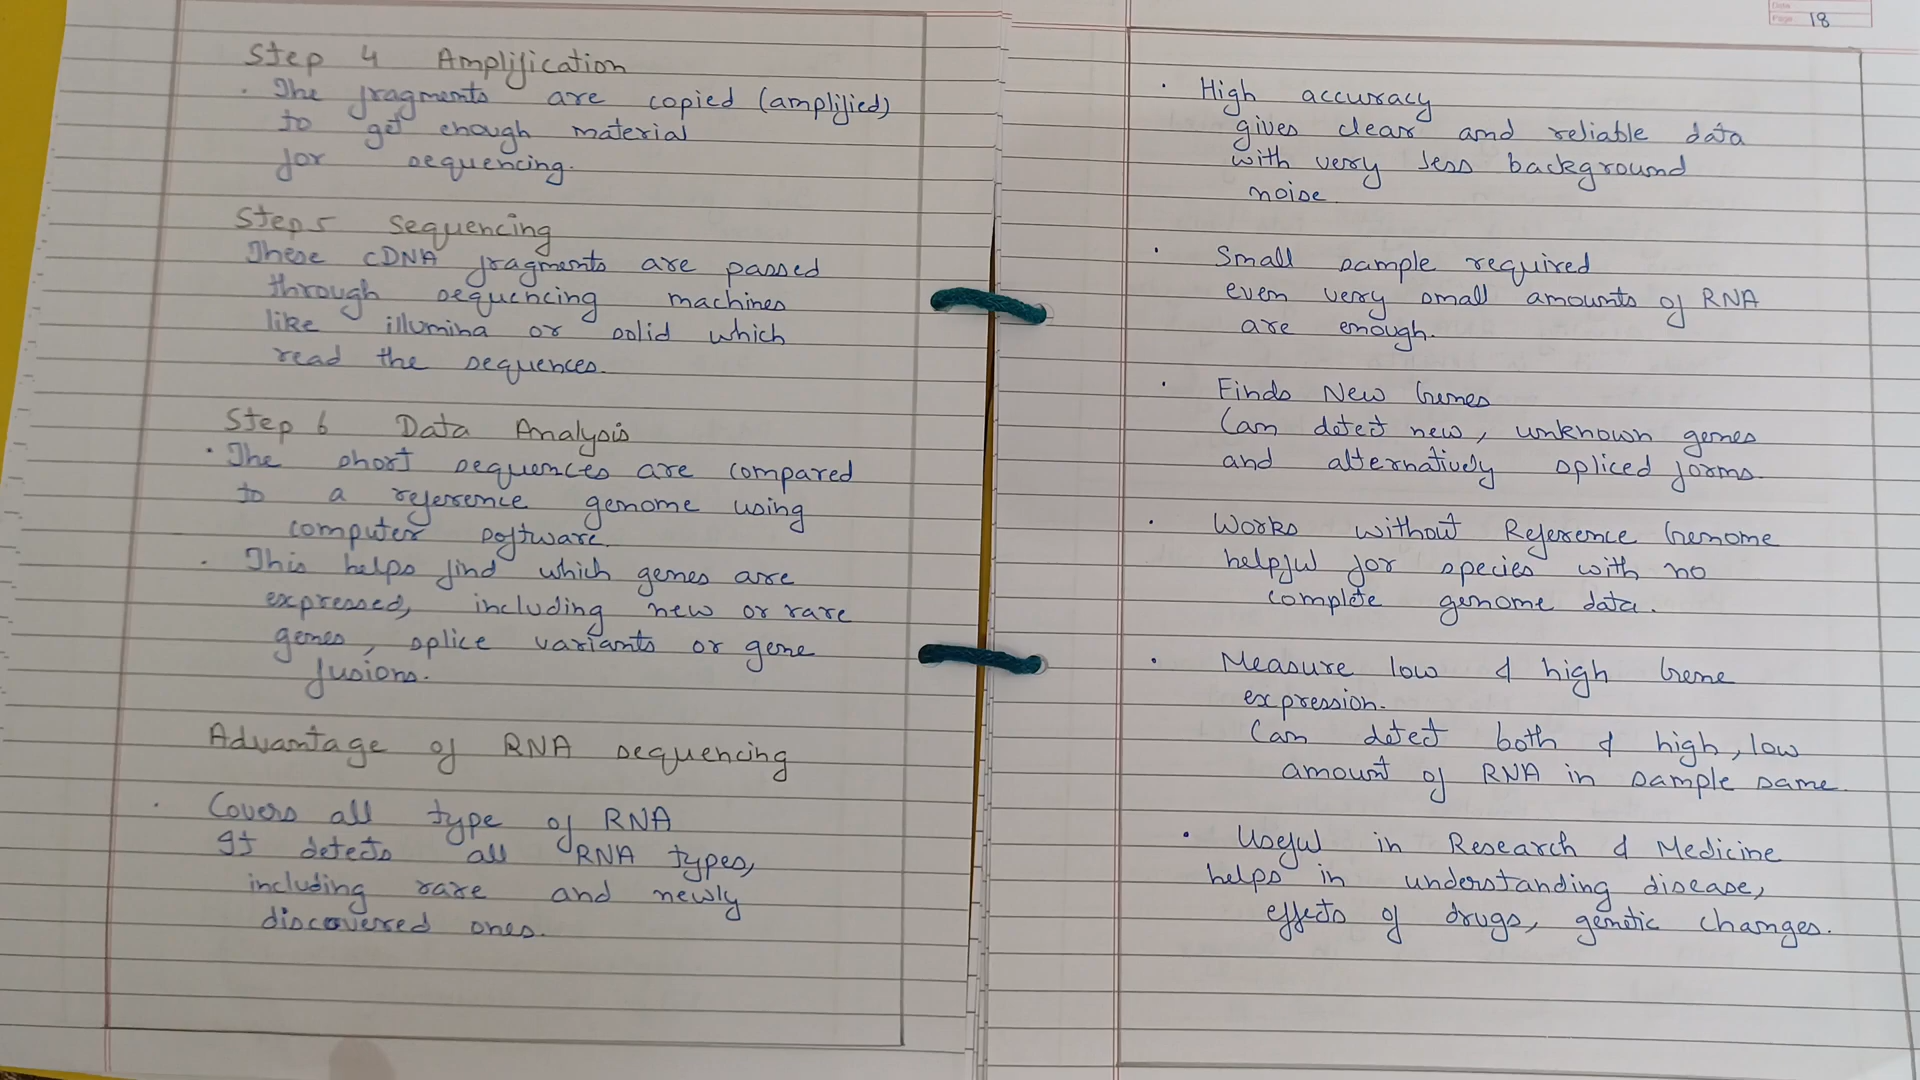 Step 4 Amplification
. The fragments are copied (amplified)
to get enough material
for sequencing.
Step 5 Sequencing
These cDNA fragments are passed
through sequencing machines
like illumina or solid which
read the sequences.
Step 6 Data Analysis
. The short sequences are compared
to a reference genome using
computer software.
. This helps find which genes are
expressed, including new or rare
genes, splice variants or gene
fusions.
Advantage of RNA sequencing
. Covers all type of RNA
It detects all RNA types,
including rare and newly
discovered ones.
Date
Page 18
. High accuracy
gives clear and reliable data
with very less background
noise.
. Small sample required
even very small amounts of RNA
are enough.
. Finds New Genes
Can detect new, unknown genes
and alternatively spliced forms.
. Works without Reference Genome
helpful for species with no
complete genome data.
. Measure low & high Gene
expression.
Can detect both & high, low
amount of RNA in sample same.
. Useful in Research & Medicine
helps in understanding disease,
effects of drugs, genetic changes.